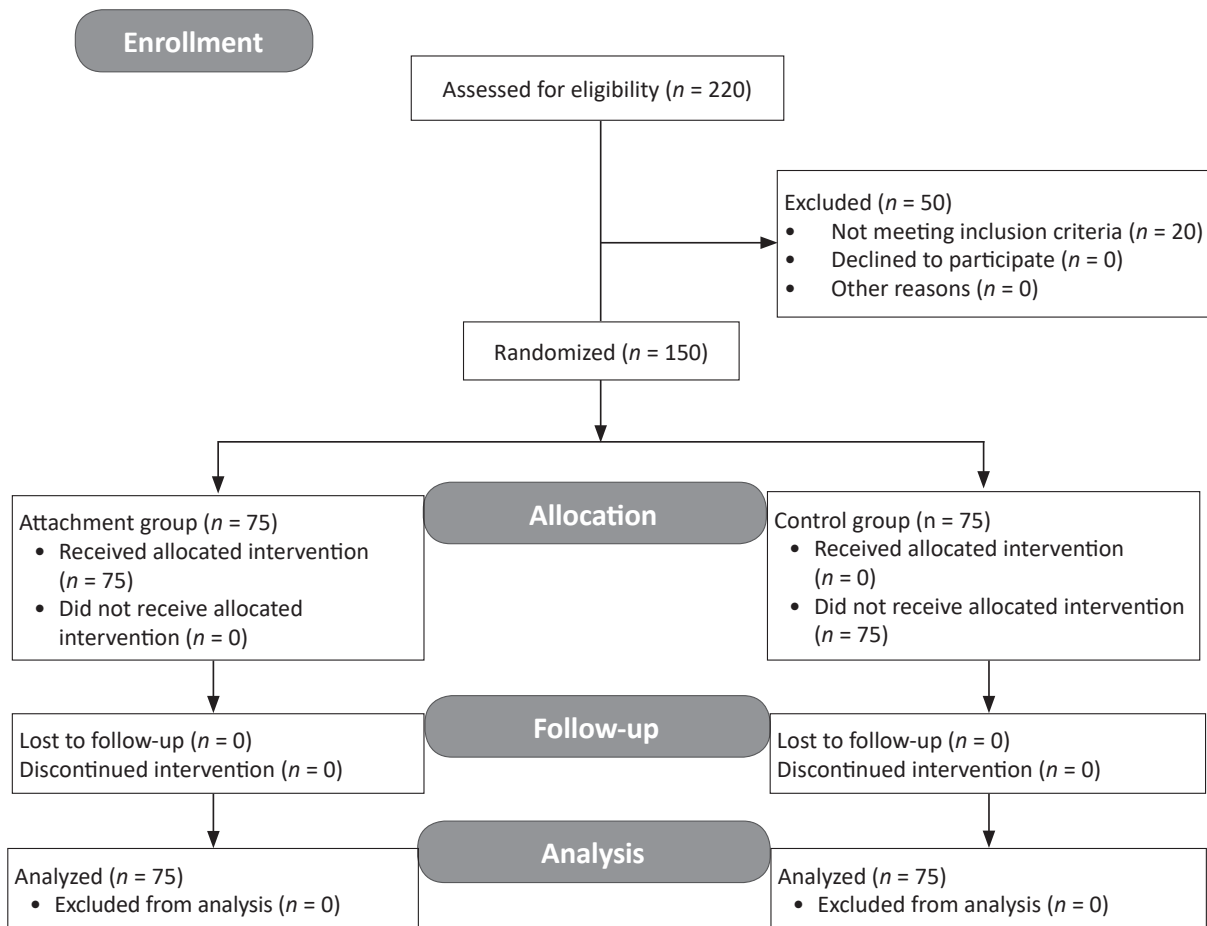 Enrollment
Assessed for eligibility (n = 220)
Excluded (n = 50)
• Not meeting inclusion criteria (n = 20)
• Declined to participate (n = 0)
• Other reasons (n = 0)
Randomized (n = 150)
Allocation
Attachment group (n = 75)
• Received allocated intervention
(n = 75)
• Did not receive allocated
intervention (n = 0)
Control group (n = 75)
• Received allocated intervention
(n = 0)
• Did not receive allocated intervention
(n = 75)
Follow-up
Lost to follow-up (n = 0)
Discontinued intervention (n = 0)
Lost to follow-up (n = 0)
Discontinued intervention (n = 0)
Analysis
Analyzed (n = 75)
• Excluded from analysis (n = 0)
Analyzed (n = 75)
• Excluded from analysis (n = 0)